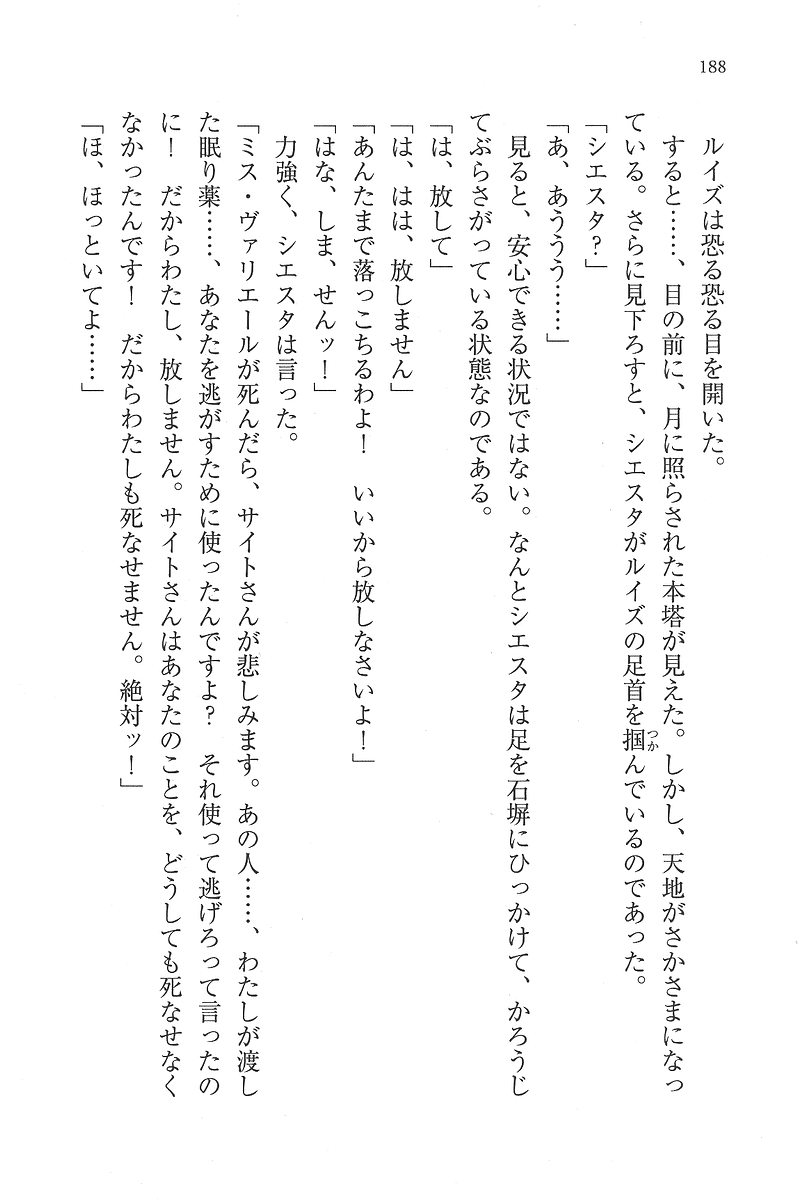 188
ルイズは恐る恐る目を開いた。
すると……、目の前に、月に照らされた本塔が見えた。しかし、天地がさかさまになっ
ている。さらに見下ろすと、シエスタがルイズの足首を掴んでいるのであった。
つか
「シエスタ？」
「あ、あううう……」
見ると、安心できる状況ではない。なんとシエスタは足を石塀にひっかけて、かろうじ
てぶらさがっている状態なのである。
「は、放して」
「は、はは、放しません」
「あんたまで落っこちるわよ！　いいから放しなさいよ！」
「はな、しま、せんッ！」
力強く、シエスタは言った。
「ミス・ヴァリエールが死んだら、サイトさんが悲しみます。あの人……、わたしが渡し
た眠り薬……、あなたを逃がすために使ったんですよ？　それ使って逃げろって言ったの
に！　だからわたし、放しません。サイトさんはあなたのことを、どうしても死なせなく
なかったんです！　だからわたしも死なせません。絶対ッ！」
「ほ、ほっといてよ……」